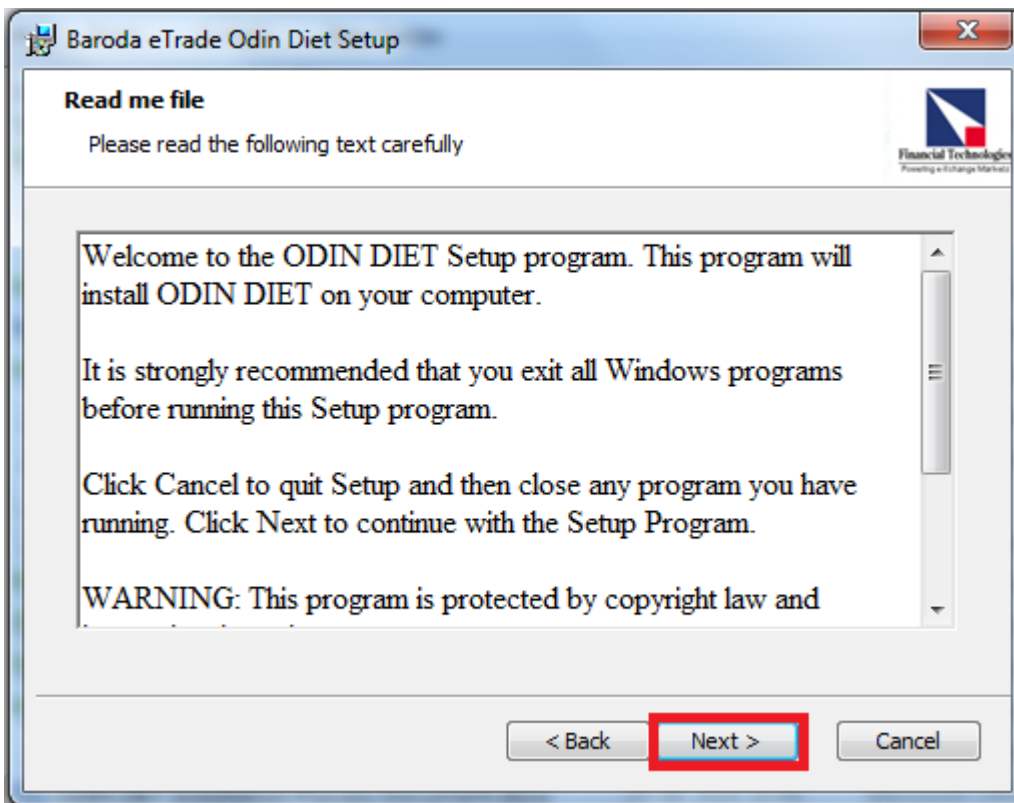 Baroda eTrade Odin Diet Setup
Read me file
Please read the following text carefully
Financial Technologies
Powering e-Xchange Markets
Welcome to the ODIN DIET Setup program. This program will
install ODIN DIET on your computer.
It is strongly recommended that you exit all Windows programs
before running this Setup program.
Click Cancel to quit Setup and then close any program you have
running. Click Next to continue with the Setup Program.
WARNING: This program is protected by copyright law and
< Back
Next >
Cancel